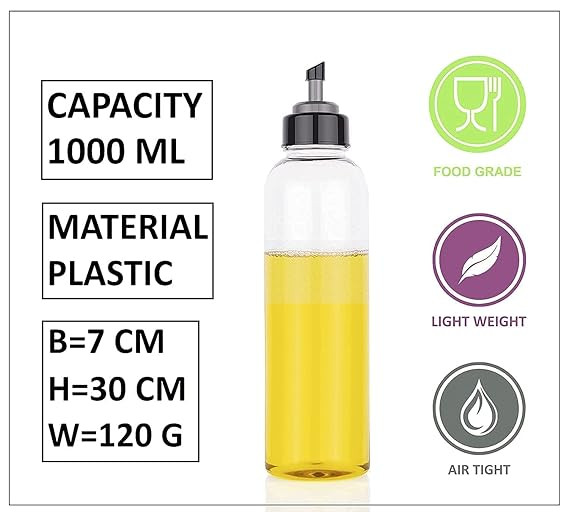 CAPACITY
1000 ML
MATERIAL
PLASTIC
B=7 CM
H=30 CM
W=120 G
FOOD GRADE
LIGHT WEIGHT
AIR TIGHT